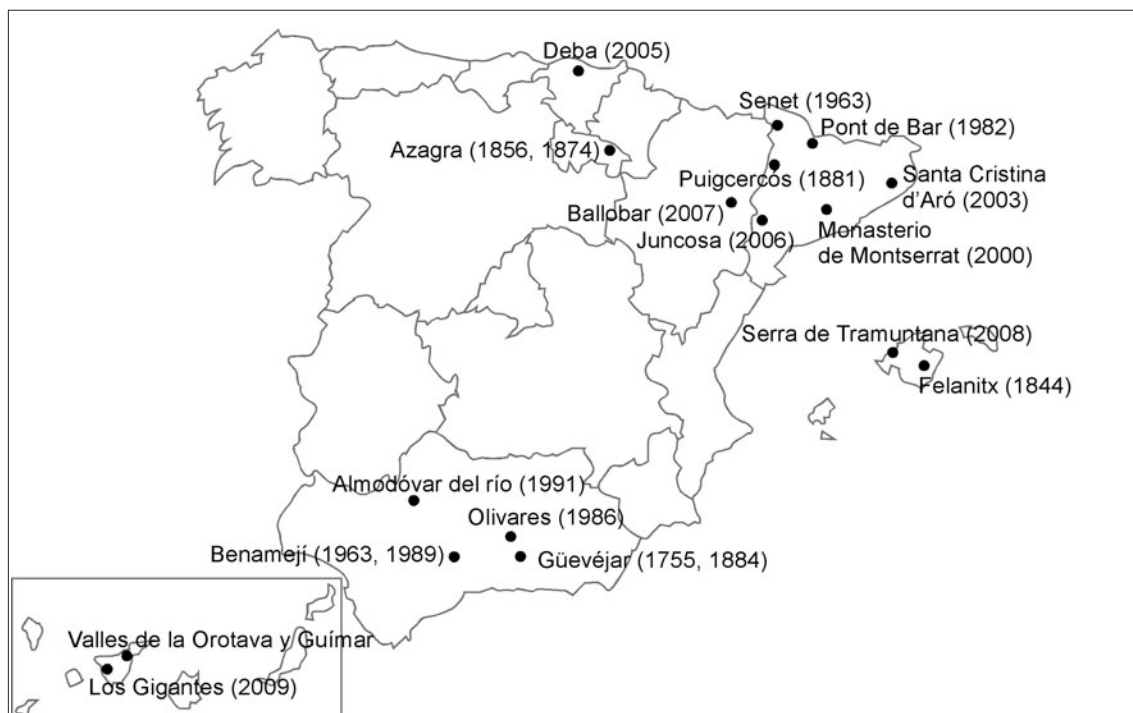 Deba (2005)
Senet (1963)
Pont de Bar (1982)
Azagra (1856, 1874)
Puigcercos (1881)
Santa Cristina
d'Aró (2003)
Ballobar (2007)
Juncosa (2006)
Monasterio
de Montserrat (2000)
Serra de Tramuntana (2008)
Felanitx (1844)
Almodóvar del río (1991)
Olivares (1986)
Benamejí (1963, 1989)
Güevéjar (1755, 1884)
Valles de la Orotava y Guímar
Los Gigantes (2009)